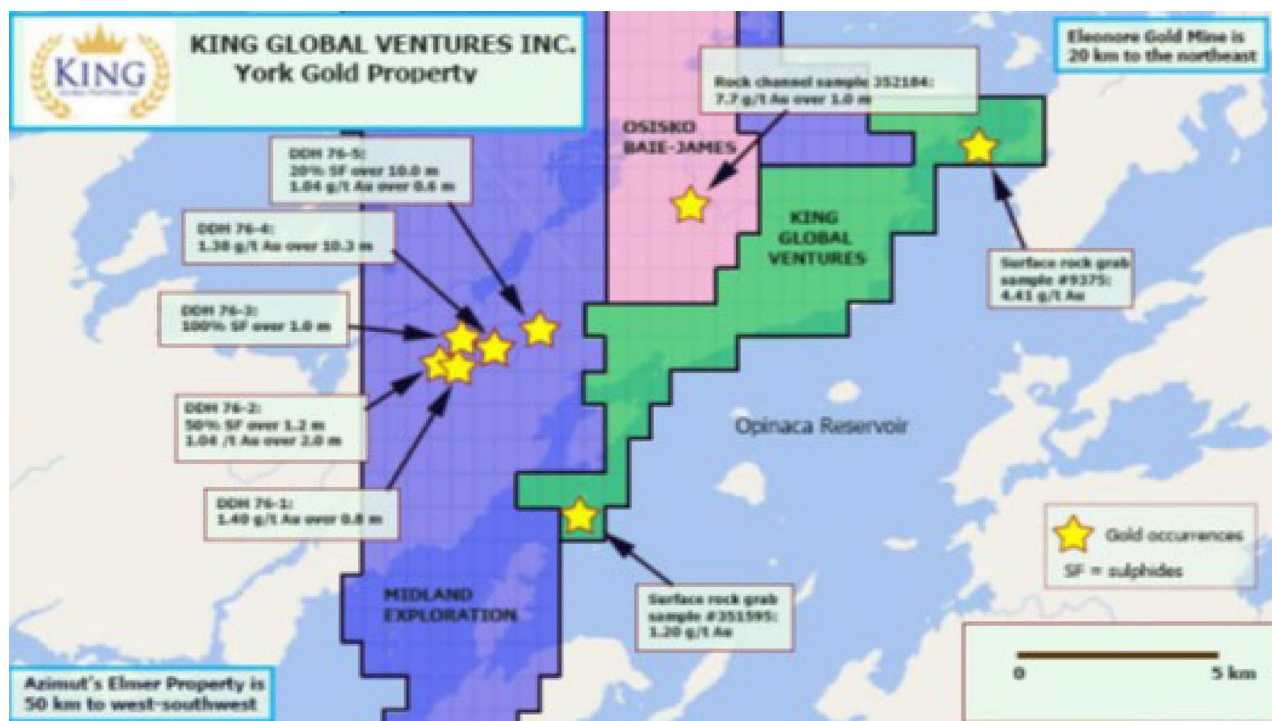 KING GLOBAL VENTURES INC.
York Gold Property
KING
Eleonore Gold Mine is
20 km to the northeast
Rock channel sample 352184:
7.7 g/t Au over 1.0 m
OSISKO
BAIE-JAMES
DDH 76-5:
20% SF over 10.0 m
1.04 g/t Au over 0.6 m
DDH 76-4:
1.38 g/t Au over 10.3 m
KING
GLOBAL
VENTURES
Surface rock grab
sample #9375:
4.41 g/t Au
DDH 76-3:
100% SF over 1.0 m
DDH 76-2:
50% SF over 1.2 m
1.04 /t Au over 2.0 m
Opinaca Reservoir
DDH 76-1:
1.40 g/t Au over 0.8 m
Gold occurrences
SF = sulphides
MIDLAND
EXPLORATION
Surface rock grab
sample #351595:
1.20 g/t Au
0 5 km
Azimut's Elmer Property is
50 km to west-southwest